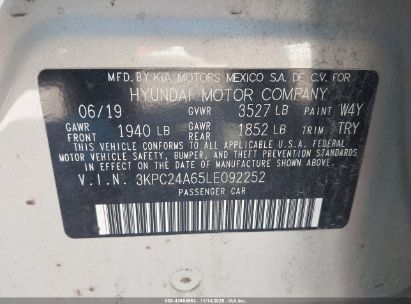 MFD. BY KIA MOTORS MEXICO S.A. DE C.V. FOR
HYUNDAI MOTOR COMPANY
06/19 GVWR 3527 LB PAINT W4Y
GAWR FRONT 1940 LB GAWR REAR 1852 LB TRIM TRY
THIS VEHICLE CONFORMS TO ALL APPLICABLE U.S.A. FEDERAL
MOTOR VEHICLE SAFETY, BUMPER, AND THEFT PREVENTION
STANDARDS IN EFFECT ON THE DATE OF MANUFACTURE
SHOWN ABOVE.
V.I.N. 3KPC24A65LE092252
PASSENGER CAR